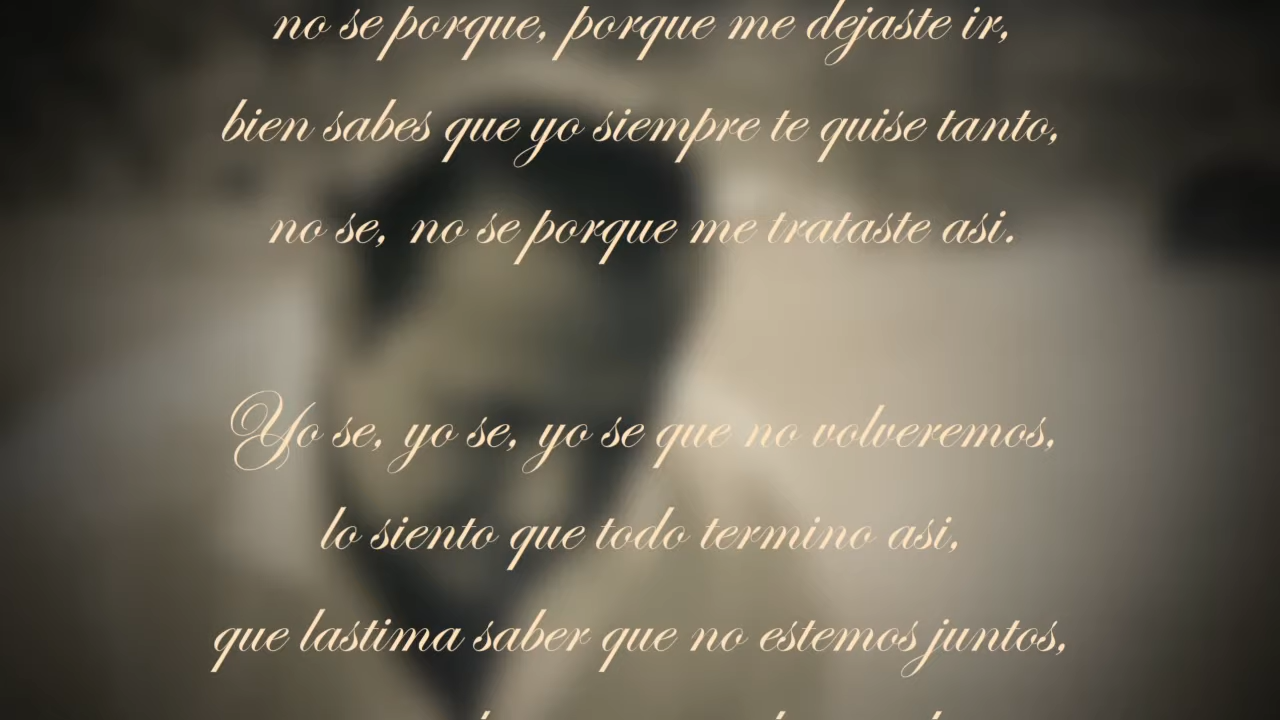 no se porque, porque me dejaste ir,
bien sabes que yo siempre te quise tanto,
no se, no se porque me trataste asi.
Yo se, yo se, yo se que no volveremos,
lo siento que todo termino asi,
que lastima saber que no estemos juntos,